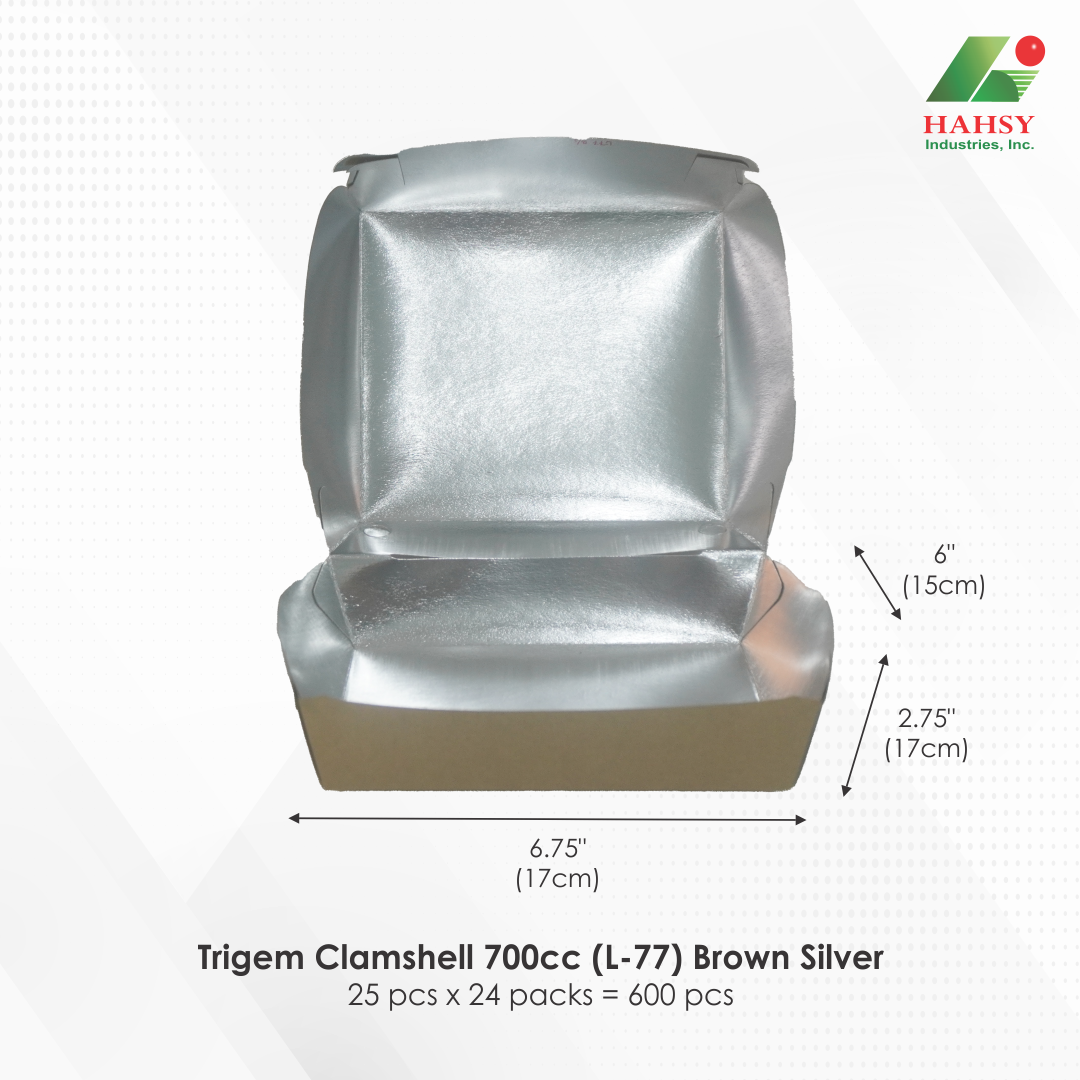 HAHSY
Industries, Inc.
6"
(15cm)
2.75"
(17cm)
6.75"
(17cm)
Trigem Clamshell 700cc (L-77) Brown Silver
25 pcs x 24 packs = 600 pcs